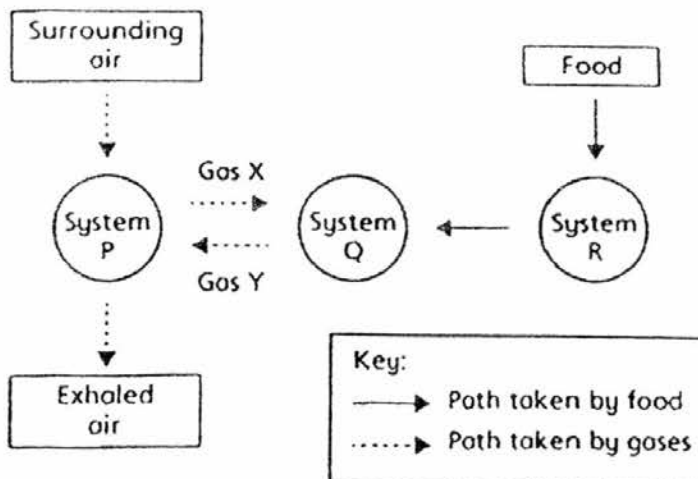 Surrounding
air
Food
Gas X
System
P
System
Q
System
R
Gas Y
Exhaled
air
Key:
Path taken by food
Path taken by gases